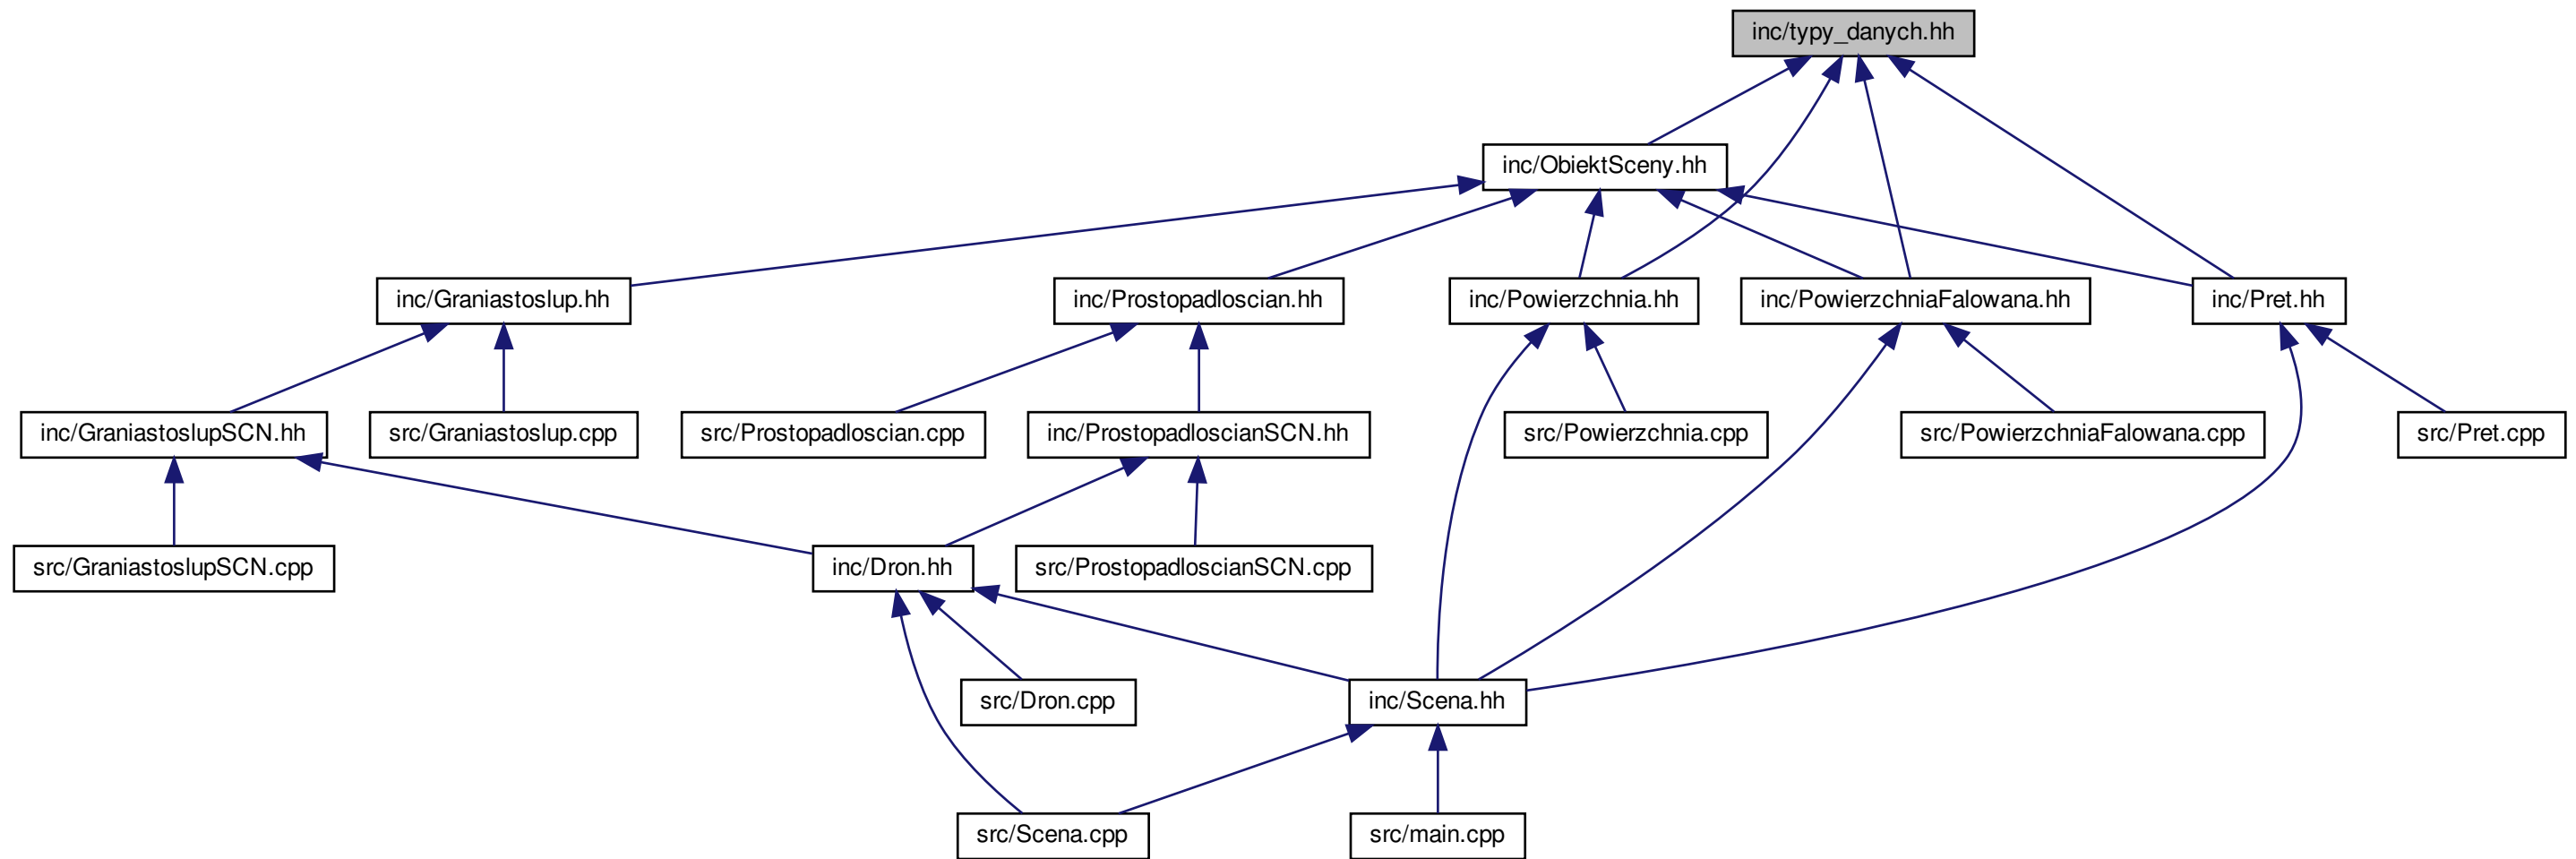 inc/typy_danych.hh
inc/ObiektSceny.hh
inc/Graniastoslup.hh
inc/Prostopadloscian.hh
inc/Powierzchnia.hh
inc/PowierzchniaFalowana.hh
inc/Pret.hh
inc/GraniastoslupSCN.hh
src/Graniastoslup.cpp
src/Prostopadloscian.cpp
inc/ProstopadloscianSCN.hh
src/Powierzchnia.cpp
src/PowierzchniaFalowana.cpp
src/Pret.cpp
src/GraniastoslupSCN.cpp
inc/Dron.hh
src/ProstopadloscianSCN.cpp
src/Dron.cpp
inc/Scena.hh
src/Scena.cpp
src/main.cpp